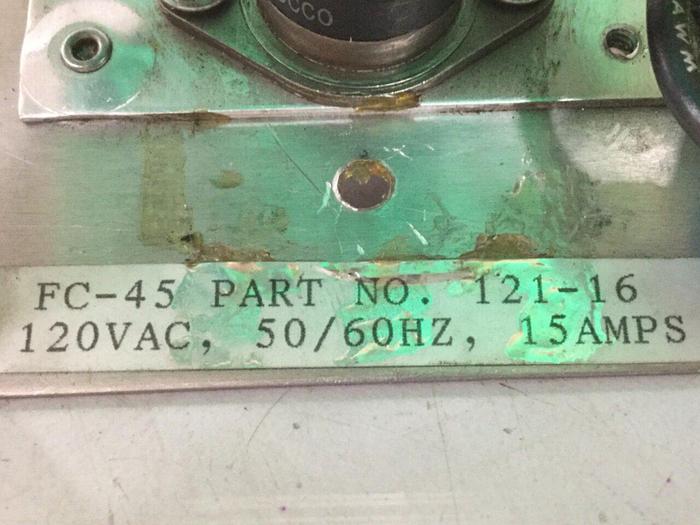 FC-45 PART NO. 121-16
120VAC, 50/60HZ, 15AMPS